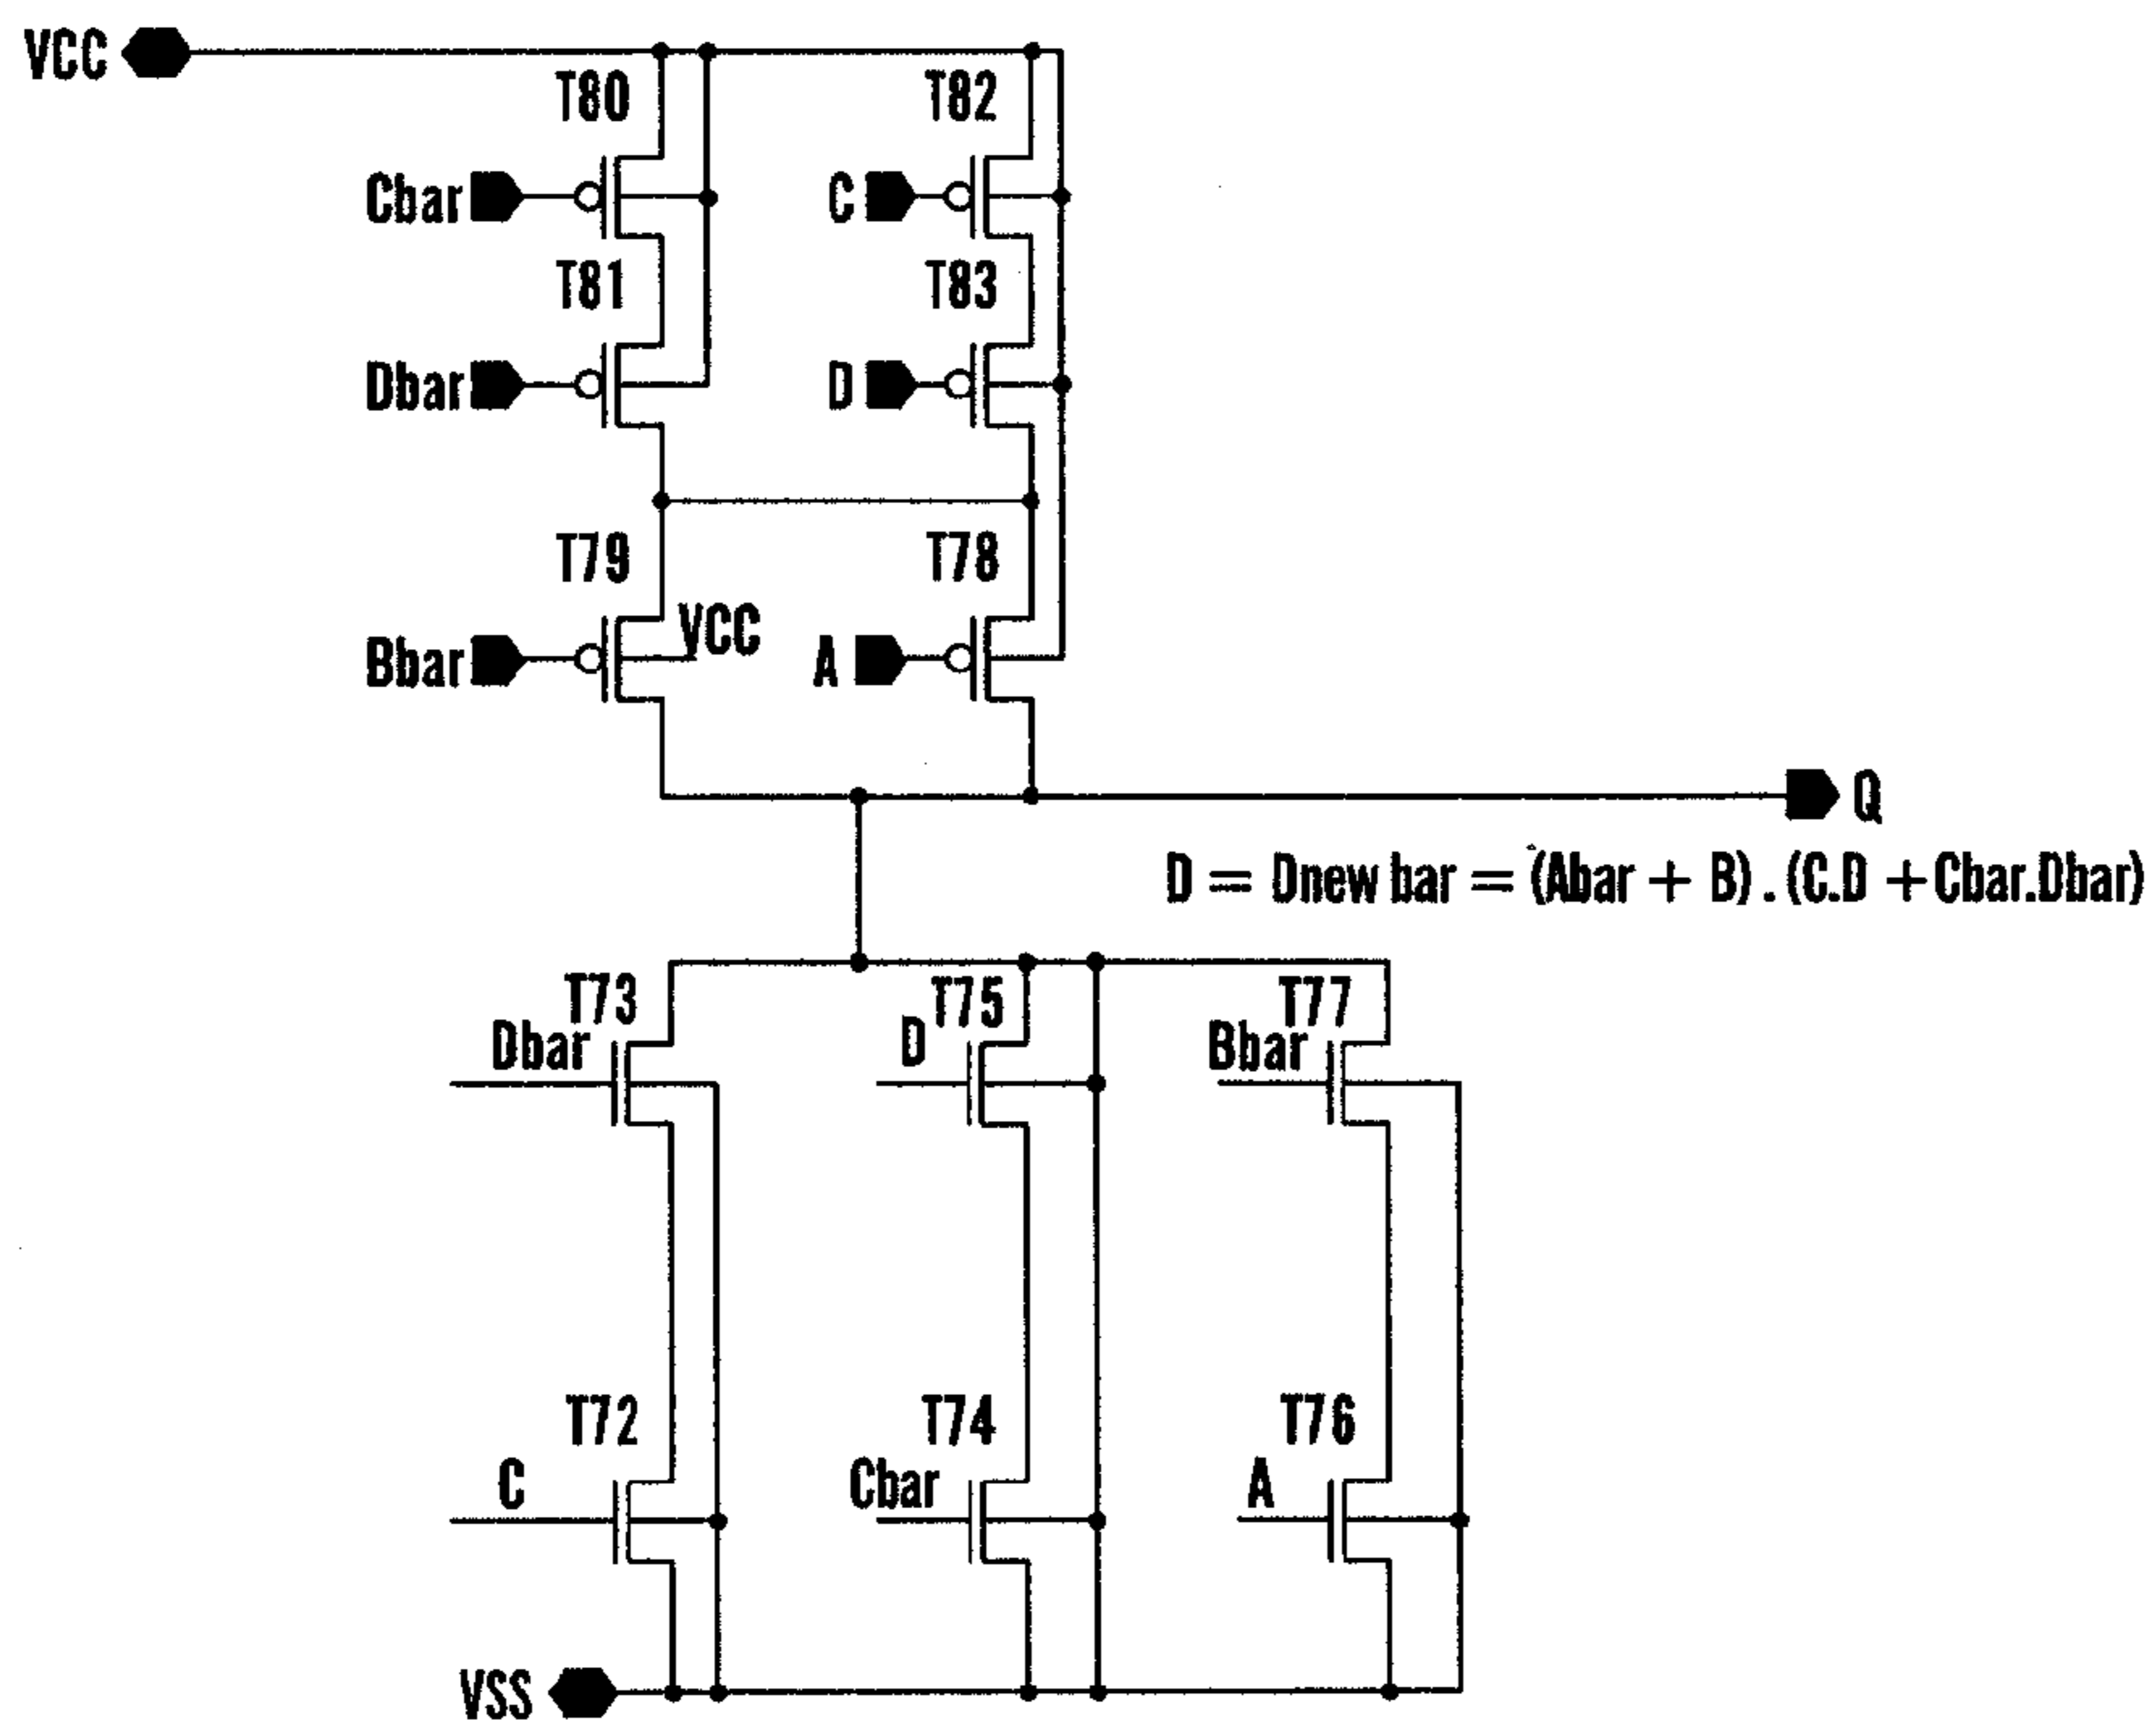 VCC
T80
T82
Cbar
C
T81
T83
Dbar
D
T79
T78
VCC
Bbar
A
Q
D = Dnew bar = (Abar + B) . (C.D + Cbar.Dbar)
T73
T75
T77
Dbar
D
Bbar
T72
T74
T76
C
Cbar
A
VSS